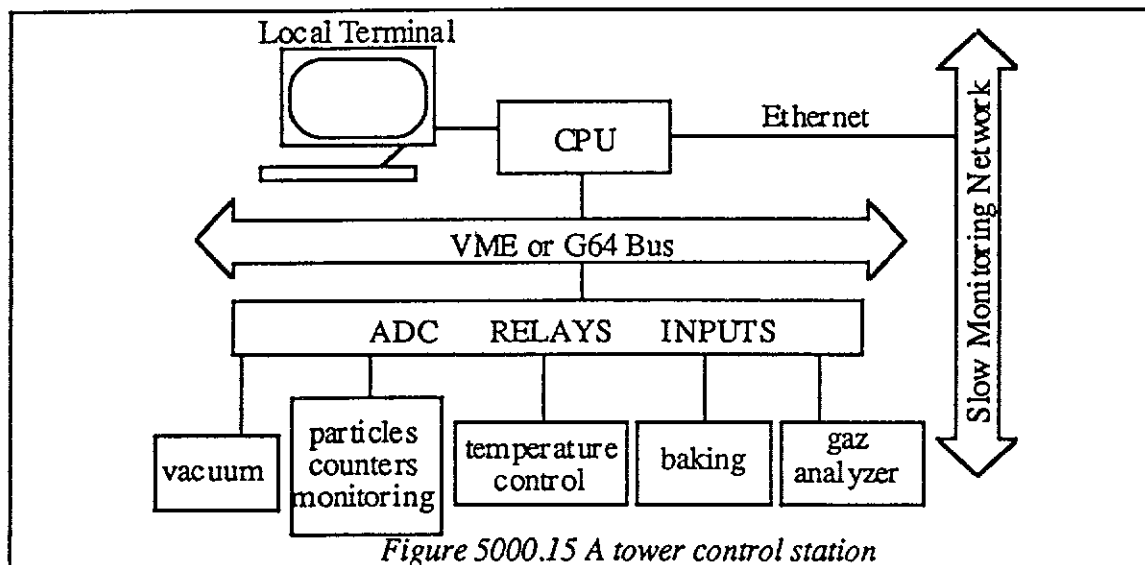 Local Terminal
CPU
Ethernet
Slow Monitoring Network
VME or G64 Bus
ADC RELAYS INPUTS
vacuum
particles
counters
monitoring
temperature
control
baking
gaz
analyzer
Figure 5000.15 A tower control station